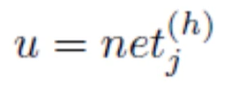 u = net_j^{(h)}